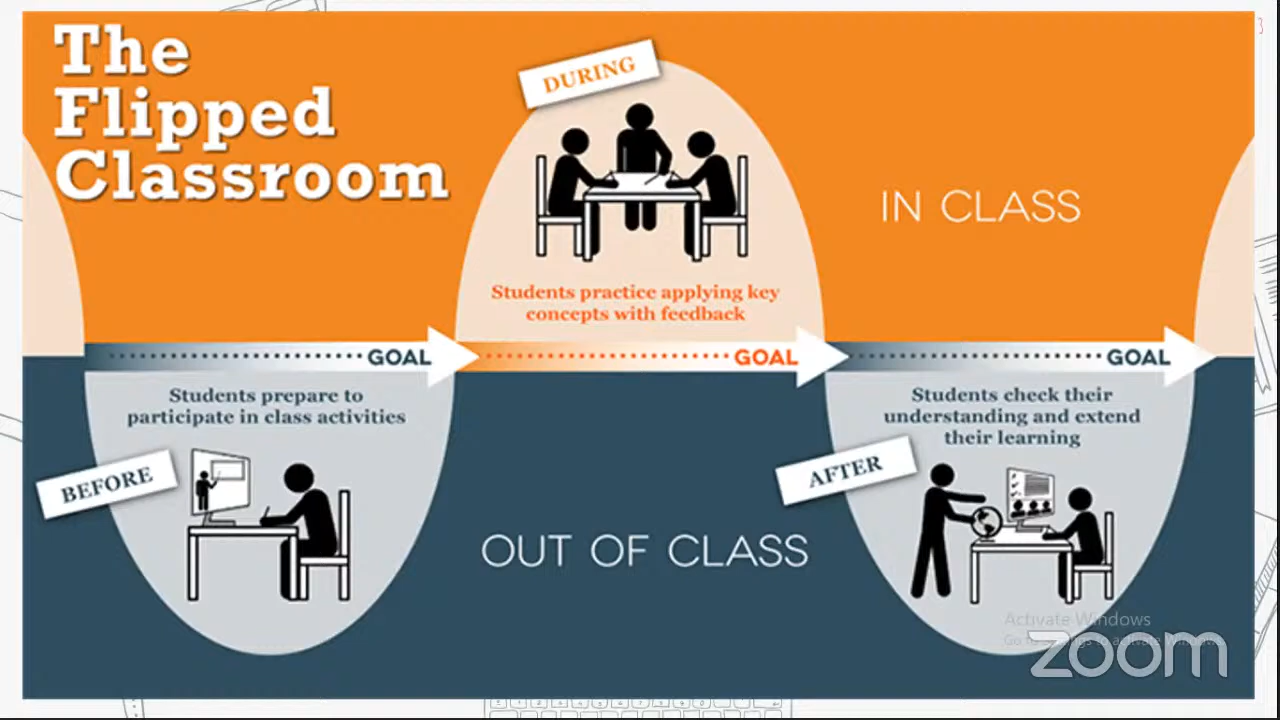 The
Flipped
Classroom
DURING
IN CLASS
Students practice applying key
concepts with feedback
GOAL
GOAL
GOAL
Students prepare to
participate in class activities
BEFORE
OUT OF CLASS
Students check their
understanding and extend
their learning
AFTER
Activate Windows
zoom